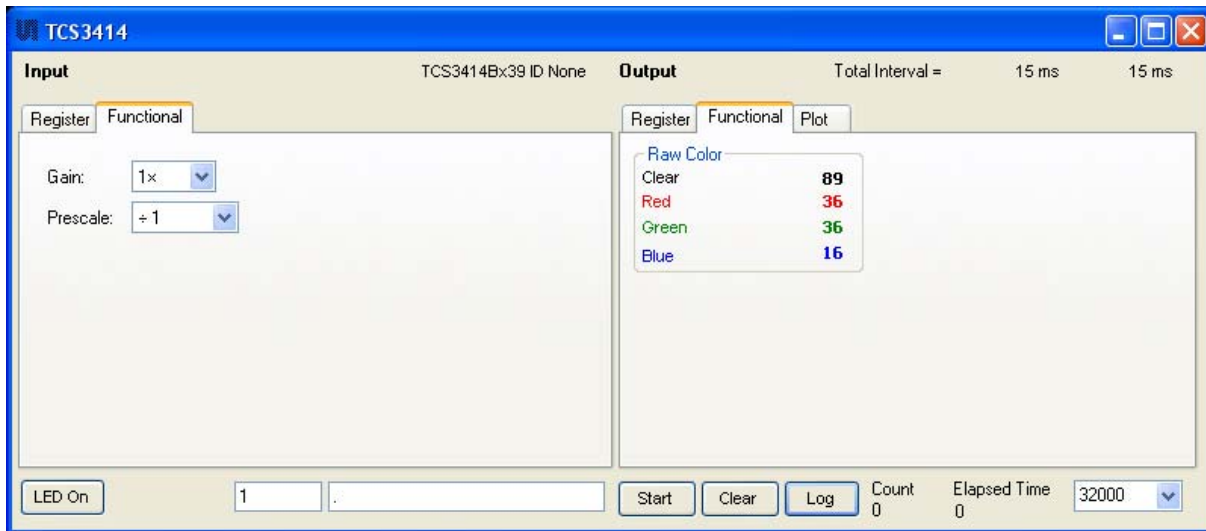 TCS3414
Input TCS3414Bx39 ID None Output Total Interval = 15 ms 15 ms
Register Functional
Register Functional Plot
Gain: 1×
Prescale: ÷ 1
Raw Color
Clear 89
Red 36
Green 36
Blue 16
LED On 1 . Start Clear Log Count 0 Elapsed Time 0 32000